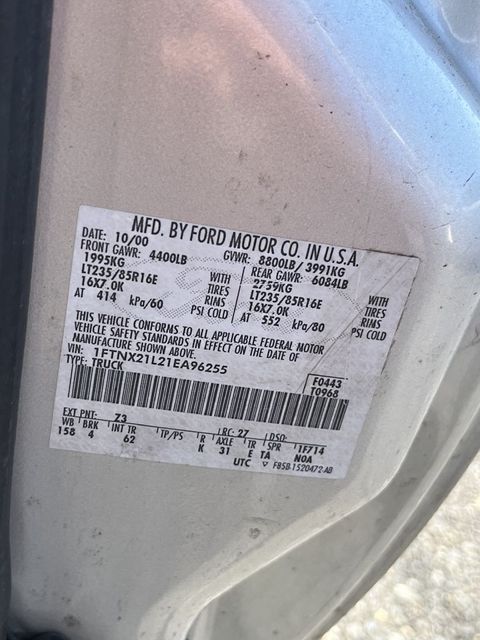 MFD. BY FORD MOTOR CO. IN U.S.A.
DATE: 10/00 GVWR: 8800LB/ 3991KG
FRONT GAWR: 4400LB REAR GAWR: 6084LB
1995KG WITH 2759KG WITH
LT235/85R16E TIRES LT235/85R16E TIRES
16X7.0K RIMS 16X7.0K RIMS
AT 414 kPa/60 PSI COLD AT 552 kPa/80 PSI COLD
THIS VEHICLE CONFORMS TO ALL APPLICABLE FEDERAL MOTOR
VEHICLE SAFETY STANDARDS IN EFFECT ON THE DATE OF
MANUFACTURE SHOWN ABOVE.
1FTNX21L21EA96255
TYPE: TRUCK
F0443
T0968
EXT PNT: Z3 RC: 27 DSO:
WB BRK INT TR TP/PS R AXLE TR SPR 1F714
158 4 62 K 31 E TA N0A
UTC ▽ F85B-1520472-AB